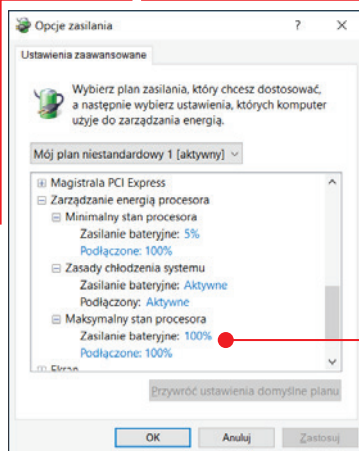 Opcje zasilania
Ustawienia zaawansowane
Wybierz plan zasilania, który chcesz dostosować,
a następnie wybierz ustawienia, których komputer
użyje do zarządzania energią.
Mój plan niestandardowy 1 [aktywny]
Magistrala PCI Express
Zarządzanie energią procesora
Minimalny stan procesora
Zasilanie bateryjne: 5%
Podłączone: 100%
Zasady chłodzenia systemu
Zasilanie bateryjne: Aktywne
Podłączony: Aktywne
Maksymalny stan procesora
Zasilanie bateryjne: 100%
Podłączone: 100%
Ekran
Przywróć ustawienia domyślne planu
OK Anuluj Zastosuj